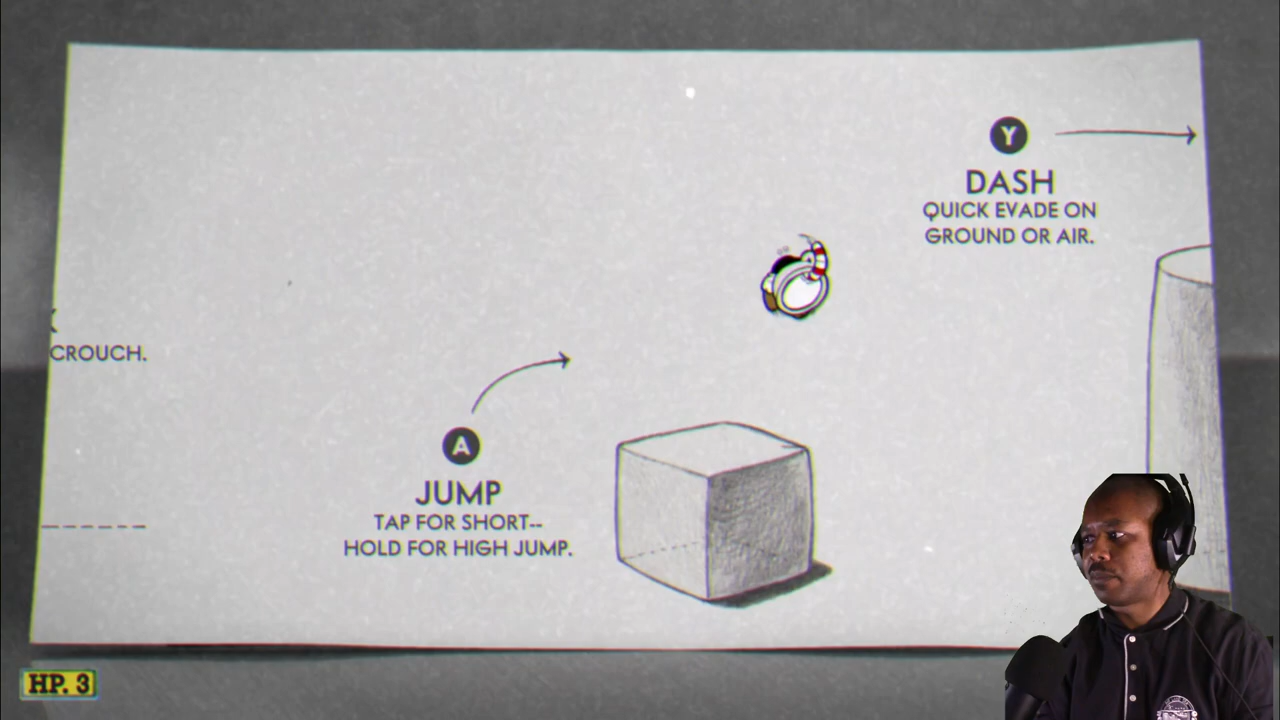 CROUCH.
A
JUMP
TAP FOR SHORT--
HOLD FOR HIGH JUMP.
Y
DASH
QUICK EVADE ON
GROUND OR AIR.
HP. 3